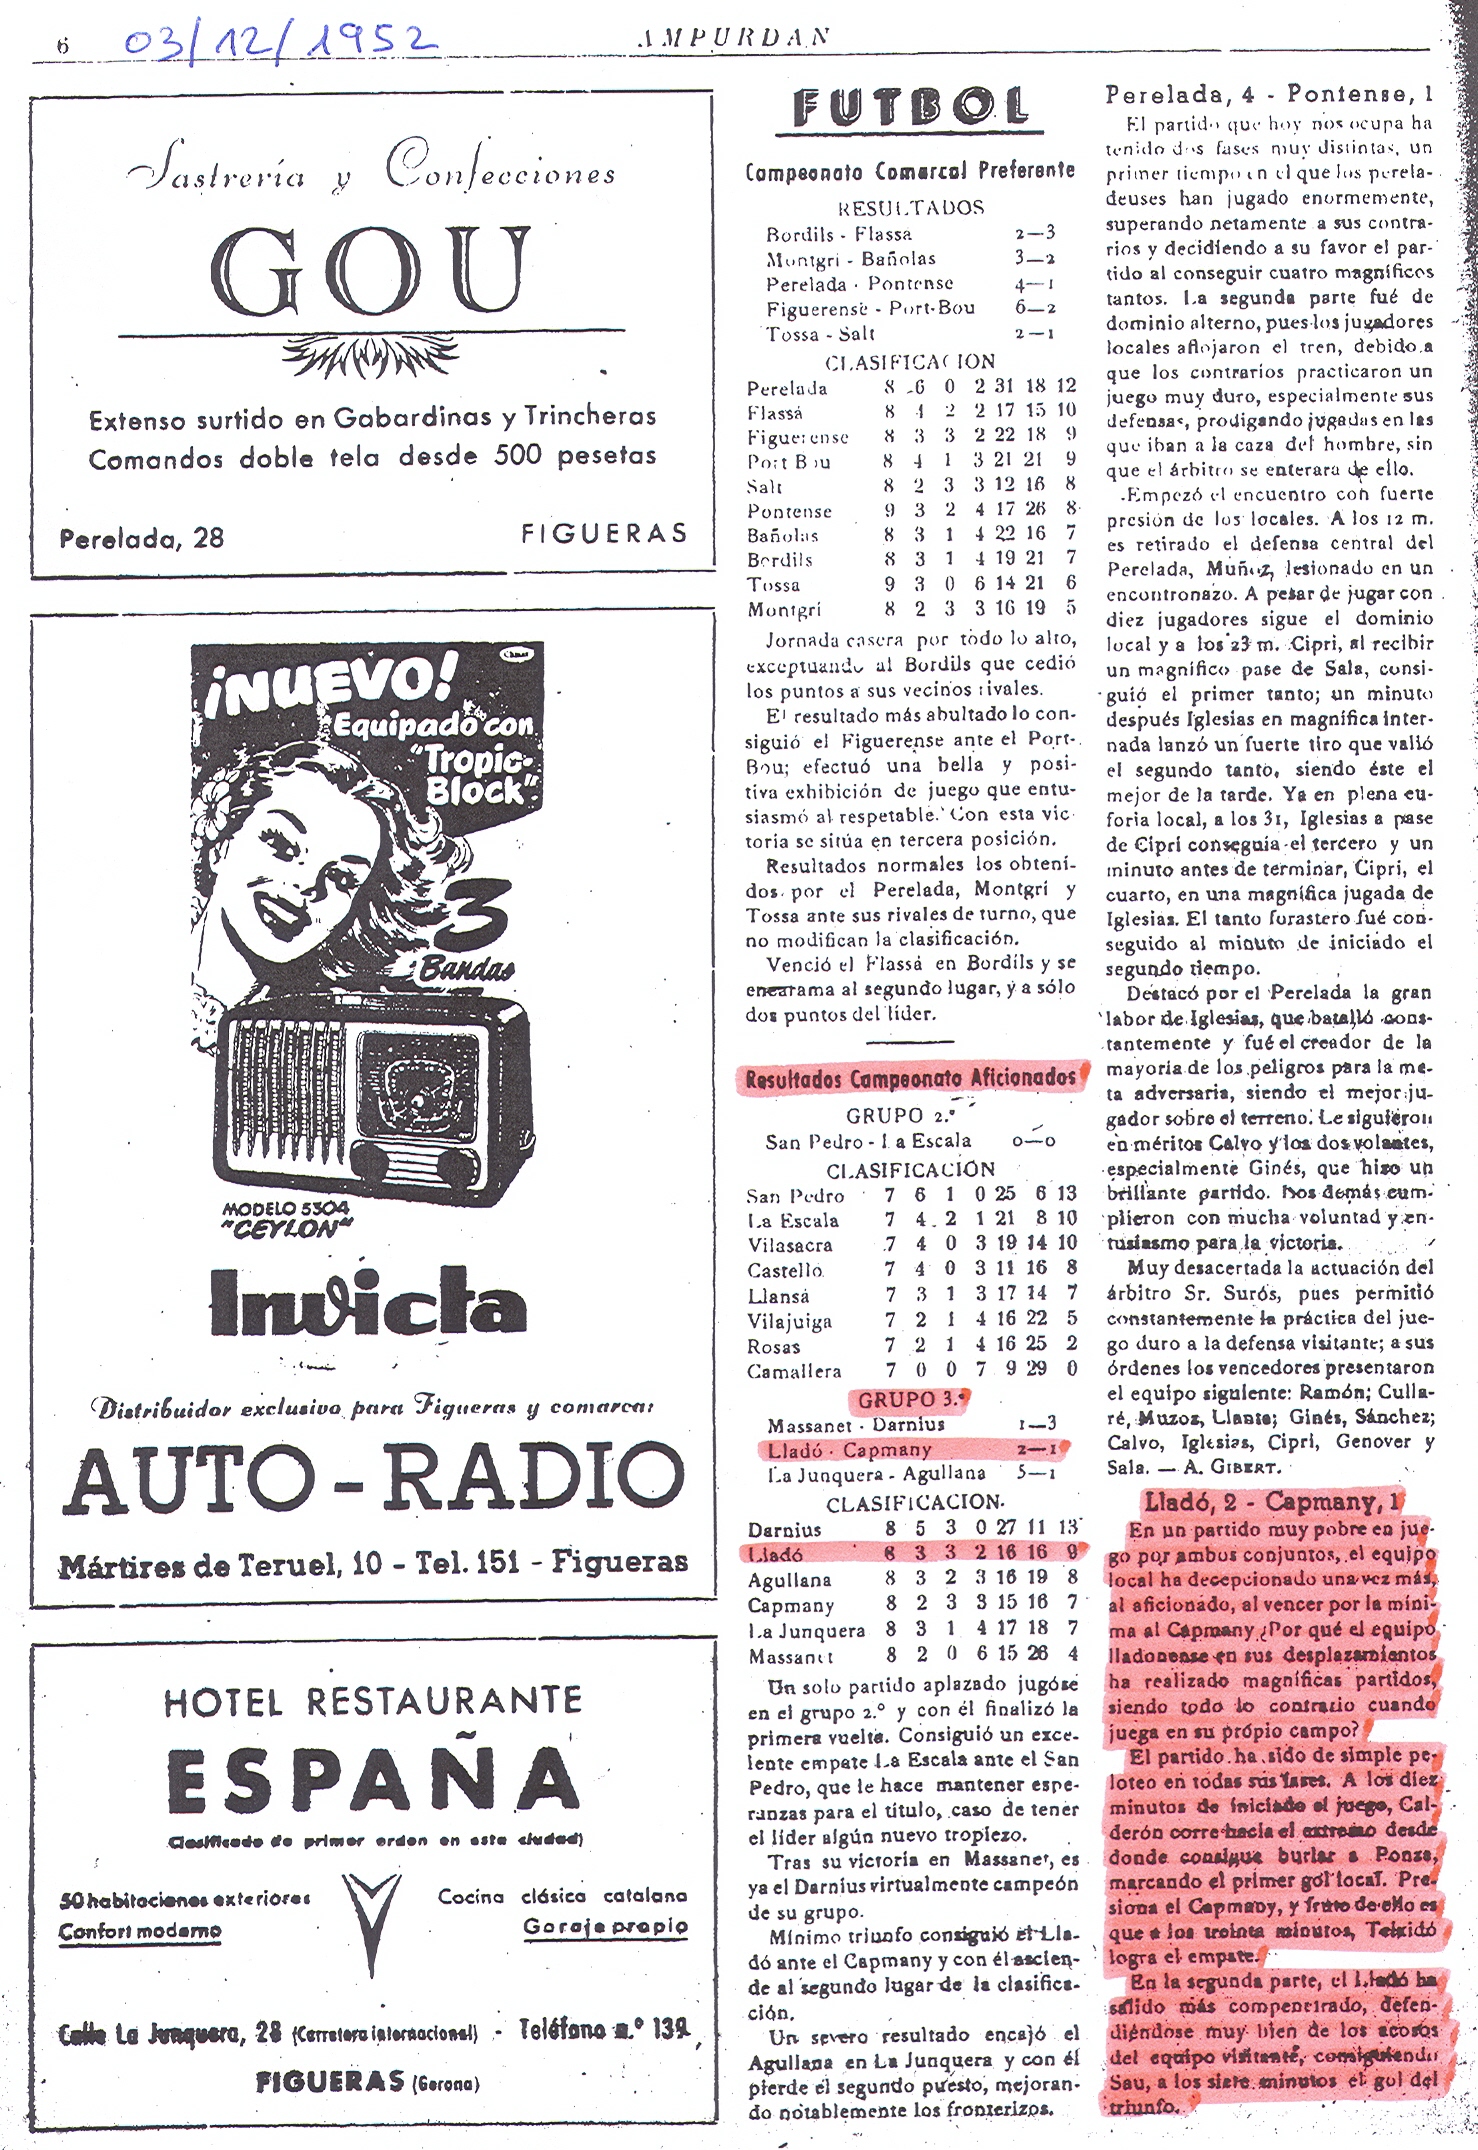 6
03/12/1952
AMPURDAN
Sastrería y Confecciones
GOU
Extenso surtido en Gabardinas y Trincheras
Comandos doble tela desde 500 pesetas
Perelada, 28
FIGUERAS
¡NUEVO!
Equipado con
"Tropic-
Block"
3
Bandas
MODELO 5304
"CEYLON"
Invicta
Distribuidor exclusivo para Figueras y comarca:
AUTO-RADIO
Mártires de Teruel, 10 - Tel. 151 - Figueras
HOTEL RESTAURANTE
ESPAÑA
Clasificado de primer orden en esta ciudad)
50 habitaciones exteriores
Confort moderno
Cocina clásica catalana
Garaje propio
Calle La Junquera, 28 (Carretera internacional) - Teléfono n.º 139
FIGUERAS (Gerona)
FUTBOL
Campeonato Comarcal Preferente
RESULTADOS
Bordils - Flassa 2—3
Montgri - Bañolas 3—2
Perelada - Pontense 4—1
Figuerense - Port-Bou 6—2
Tossa - Salt 2—1
CLASIFICACION
Perelada 8 6 0 2 31 18 12
Flassá 8 4 2 2 17 15 10
Figuerense 8 3 3 2 22 18 9
Port Bou 8 4 1 3 21 21 9
Salt 8 2 3 3 12 16 8
Pontense 9 3 2 4 17 26 8
Bañolas 8 3 1 4 22 16 7
Bordils 8 3 1 4 19 21 7
Tossa 9 3 0 6 14 21 6
Montgrí 8 2 3 3 16 19 5
Jornada casera por todo lo alto,
exceptuando al Bordils que cedió
los puntos a sus vecinos rivales.
El resultado más abultado lo con-
siguió el Figuerense ante el Port-
Bou; efectuó una bella y posi-
tiva exhibición de juego que entu-
siasmó al respetable. Con esta vic-
toria se sitúa en tercera posición.
Resultados normales los obteni-
dos por el Perelada, Montgrí y
Tossa ante sus rivales de turno, que
no modifican la clasificación.
Venció el Flassá en Bordils y se
encarama al segundo lugar, y a sólo
dos puntos del líder.
Resultados Campeonato Aficionados
GRUPO 2.º
San Pedro - La Escala 0—0
CLASIFICACIÓN
San Pedro 7 6 1 0 25 6 13
La Escala 7 4 2 1 21 8 10
Vilasacra 7 4 0 3 19 14 10
Castelló 7 4 0 3 11 16 8
Llansá 7 3 1 3 17 14 7
Vilajuiga 7 2 1 4 16 22 5
Rosas 7 2 1 4 16 25 2
Camallera 7 0 0 7 9 29 0
GRUPO 3.º
Massanet - Darnius 1—3
Lladó - Capmany 2—1
La Junquera - Agullana 5—1
CLASIFICACION
Darnius 8 5 3 0 27 11 13
Lladó 8 3 3 2 16 16 9
Agullana 8 3 2 3 16 19 8
Capmany 8 2 3 3 15 16 7
La Junquera 8 3 1 4 17 18 7
Massanet 8 2 0 6 15 26 4
Un solo partido aplazado jugóse
en el grupo 2.º y con él finalizó la
primera vuelta. Consiguió un exce-
lente empate La Escala ante el San
Pedro, que le hace mantener espe-
ranzas para el título, caso de tener
el líder algún nuevo tropiezo.
Tras su victoria en Massanet, es
ya el Darnius virtualmente campeón
de su grupo.
Mínimo triunfo consiguió el Lla-
dó ante el Capmany y con él ascien-
de al segundo lugar de la clasifica-
ción.
Un severo resultado encajó el
Agullana en La Junquera y con él
pierde el segundo puesto, mejoran-
do notablemente los fronterizos.
Perelada, 4 - Pontense, 1
El partido que hoy nos ocupa ha
tenido dos fases muy distintas, un
primer tiempo en el que los perela-
deuses han jugado enormemente,
superando netamente a sus contra-
rios y decidiendo a su favor el par-
tido al conseguir cuatro magníficos
tantos. La segunda parte fué de
dominio alterno, pues los jugadores
locales aflojaron el tren, debido a
que los contrarios practicaron un
juego muy duro, especialmente sus
defensas, prodigando jugadas en las
que iban a la caza del hombre, sin
que el árbitro se enterara de ello.
Empezó el encuentro con fuerte
presión de los locales. A los 12 m.
es retirado el defensa central del
Perelada, Muñoz, lesionado en un
encontronazo. A pesar de jugar con
diez jugadores sigue el dominio
local y a los 23 m. Cipri, al recibir
un magnífico pase de Sala, consi-
guió el primer tanto; un minuto
después Iglesias en magnífica inter-
nada lanzó un fuerte tiro que valió
el segundo tanto, siendo éste el
mejor de la tarde. Ya en plena eu-
foria local, a los 31, Iglesias a pase
de Cipri conseguía el tercero y un
minuto antes de terminar, Cipri, el
cuarto, en una magnífica jugada de
Iglesias. El tanto forastero fué con-
seguido al minuto de iniciado el
segundo tiempo.
Destacó por el Perelada la gran
labor de Iglesias, que batalló cons-
tantemente y fué el creador de la
mayoría de los peligros para la me-
ta adversaria, siendo el mejor ju-
gador sobre el terreno. Le siguieron
en méritos Calvo y los dos volantes,
especialmente Ginés, que hizo un
brillante partido. Los demás cum-
plieron con mucha voluntad y en-
tusiasmo para la victoria.
Muy desacertada la actuación del
árbitro Sr. Surós, pues permitió
constantemente la práctica del jue-
go duro a la defensa visitante; a sus
órdenes los vencedores presentaron
el equipo siguiente: Ramón; Culla-
ré, Muzos, Llante; Ginés, Sánchez;
Calvo, Iglesias, Cipri, Genover y
Sala. — A. GIBERT.
Lladó, 2 - Capmany, 1
En un partido muy pobre en jue-
go por ambos conjuntos, el equipo
local ha decepcionado una vez más,
al aficionado, al vencer por la míni-
ma al Capmany ¿Por qué el equipo
lladonense en sus desplazamientos
ha realizado magníficas partidos,
siendo todo lo contrario cuando
juega en su própio campo?
El partido ha sido de simple pe-
loteo en todas sus fases. A los diez
minutos de iniciado el juego, Cal-
derón corre hacia el extremo desde
donde consigue burlar a Ponsa,
marcando el primer gol local. Pre-
siona el Capmany, y fruto de ello es
que a los treinta minutos, Teixidó
logra el empate.
En la segunda parte, el Lladó ha
salido más compenetrado, defen-
diéndose muy bien de los acosos
del equipo visitante, consiguiendo
Sau, a los siete minutos el gol del
triunfo.